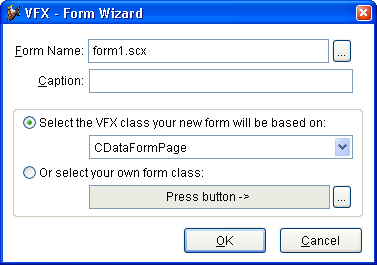 VFX - Form Wizard
Form Name: form1.scx ...
Caption:
Select the VFX class your new form will be based on:
CDataFormPage
Or select your own form class:
Press button -> ...
OK Cancel